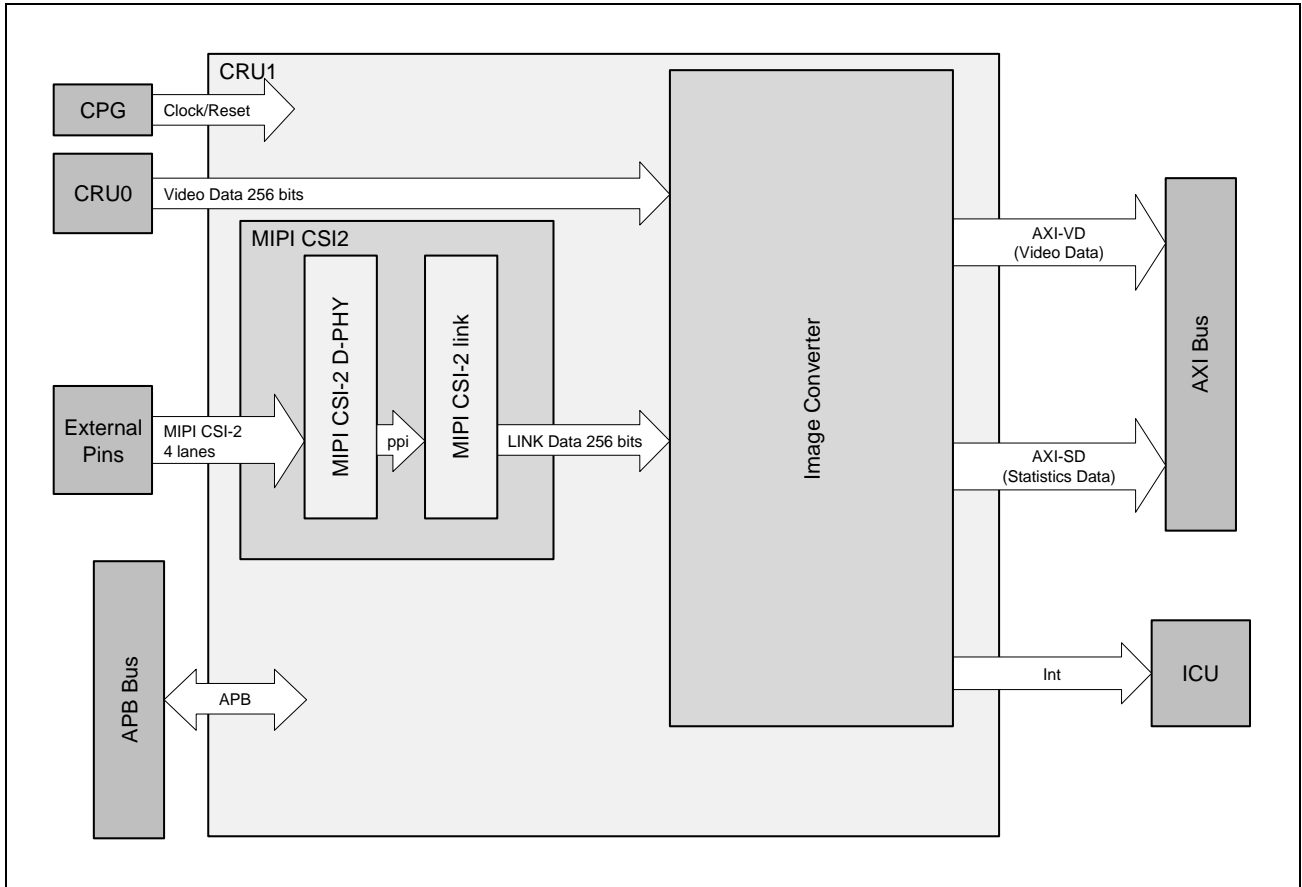 CRU1
CPG
Clock/Reset
CRU0
Video Data 256 bits
MIPI CSI2
MIPI CSI-2 D-PHY
MIPI CSI-2 link
Image Converter
AXI-VD
(Video Data)
AXI Bus
External
Pins
MIPI CSI-2
4 lanes
ppi
LINK Data 256 bits
AXI-SD
(Statistics Data)
APB Bus
APB
Int
ICU